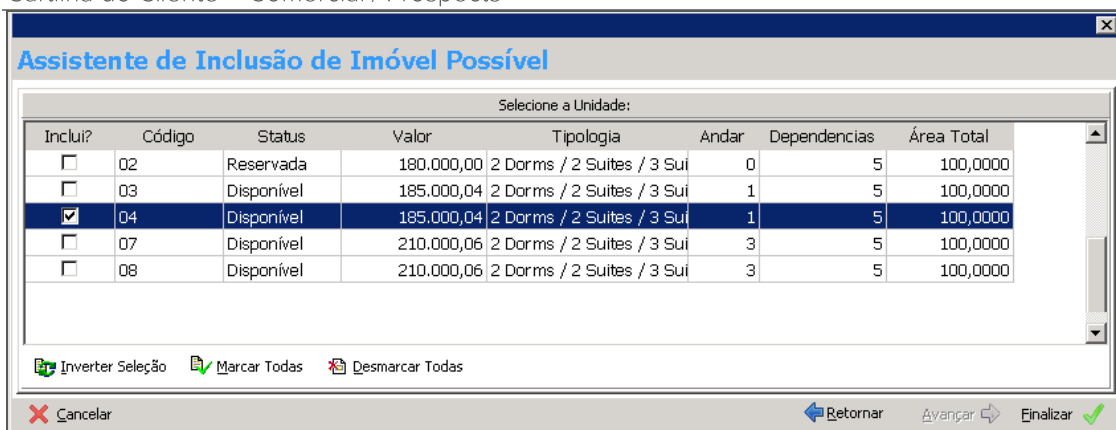 Cartilha do Cliente – Comercial / Prospects
Assistente de Inclusão de Imóvel Possível
Selecione a Unidade:
Inclui? Código Status Valor Tipologia Andar Dependencias Área Total
02 Reservada 180.000,00 2 Dorms / 2 Suites / 3 Sui 0 5 100,0000
03 Disponível 185.000,04 2 Dorms / 2 Suites / 3 Sui 1 5 100,0000
04 Disponível 185.000,04 2 Dorms / 2 Suites / 3 Sui 1 5 100,0000
07 Disponível 210.000,06 2 Dorms / 2 Suites / 3 Sui 3 5 100,0000
08 Disponível 210.000,06 2 Dorms / 2 Suites / 3 Sui 3 5 100,0000
Inverter Seleção Marcar Todas Desmarcar Todas
Cancelar Retornar Avançar Finalizar